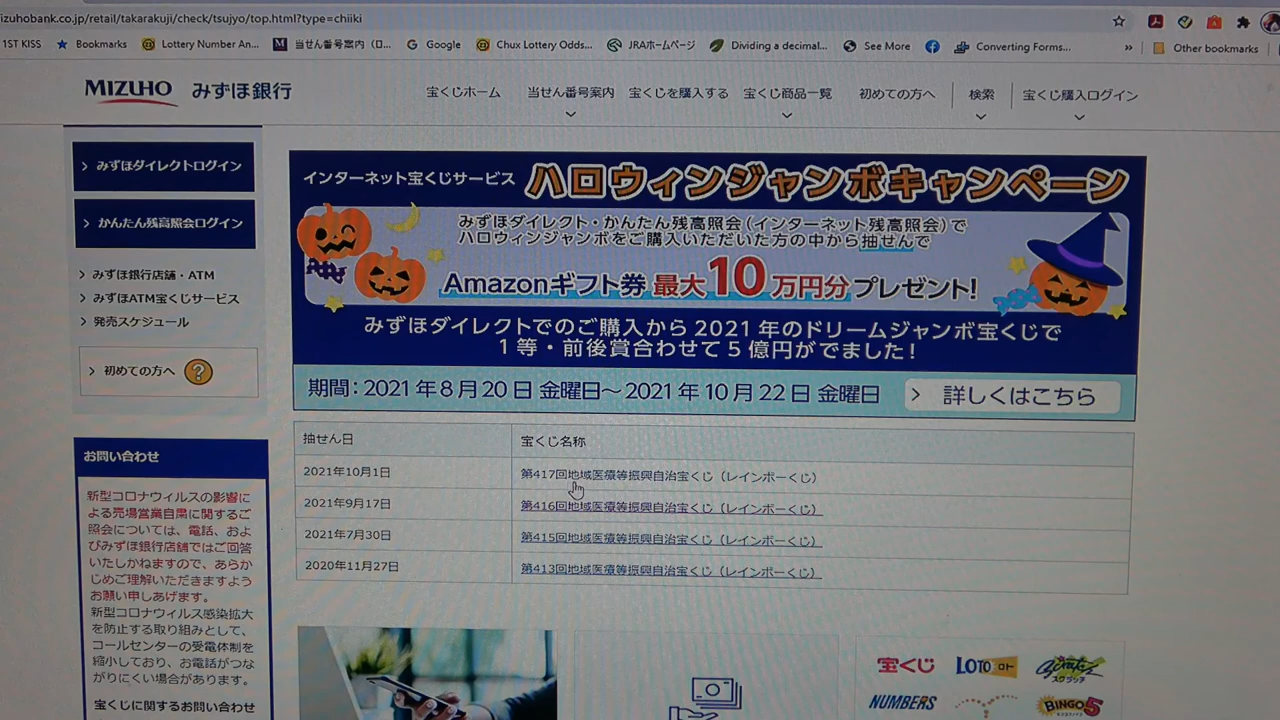 izuhobank.co.jp/retail/takarakuji/check/tsujyo/top.html?type=chiiki
1ST KISS
Bookmarks
Lottery Number An...
当せん番号案内 (ロ...
Google
Chux Lottery Odds...
JRAホームページ
Dividing a decimal...
See More
Converting Forms...
»
Other bookmarks
MIZUHO みずほ銀行
宝くじホーム
当せん番号案内
宝くじを購入する
宝くじ商品一覧
初めての方へ
検索
宝くじ購入ログイン
みずほダイレクトログイン
かんたん残高照会ログイン
みずほ銀行店舗・ATM
みずほATM宝くじサービス
発売スケジュール
初めての方へ ?
インターネット宝くじサービス ハロウィンジャンボキャンペーン
みずほダイレクト・かんたん残高照会(インターネット残高照会)で
ハロウィンジャンボをご購入いただいた方の中から抽せんで
Amazonギフト券 最大10万円分プレゼント!
みずほダイレクトでのご購入から2021年のドリームジャンボ宝くじで
1等・前後賞合わせて5億円がでました!
期間:2021年8月20日 金曜日~2021年10月22日 金曜日
詳しくはこちら
抽せん日 宝くじ名称
2021年10月1日 第417回地域医療等振興自治宝くじ(レインボーくじ)
2021年9月17日 第416回地域医療等振興自治宝くじ(レインボーくじ)
2021年7月30日 第415回地域医療等振興自治宝くじ(レインボーくじ)
2020年11月27日 第413回地域医療等振興自治宝くじ(レインボーくじ)
お問い合わせ
新型コロナウィルスの影響に
よる売場営業自粛に関するご
照会については、電話、およ
びみずほ銀行店舗ではご回答
いたしかねますので、あらか
じめご理解いただきますよう
お願い申しあげます。
新型コロナウィルス感染拡大
を防止する取り組みとして、
コールセンターの受電体制を
縮小しており、お電話がつな
がりにくい場合があります。
宝くじに関するお問い合わせ
宝くじ
LOTO ロト
スクラッチ
NUMBERS
BINGO5